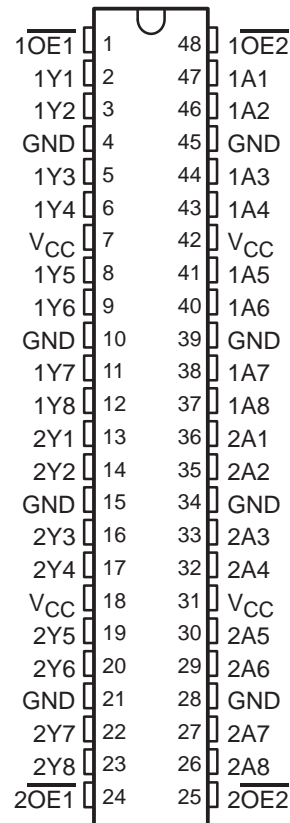 1OE1 1 48 1OE2
1Y1 2 47 1A1
1Y2 3 46 1A2
GND 4 45 GND
1Y3 5 44 1A3
1Y4 6 43 1A4
VCC 7 42 VCC
1Y5 8 41 1A5
1Y6 9 40 1A6
GND 10 39 GND
1Y7 11 38 1A7
1Y8 12 37 1A8
2Y1 13 36 2A1
2Y2 14 35 2A2
GND 15 34 GND
2Y3 16 33 2A3
2Y4 17 32 2A4
VCC 18 31 VCC
2Y5 19 30 2A5
2Y6 20 29 2A6
GND 21 28 GND
2Y7 22 27 2A7
2Y8 23 26 2A8
2OE1 24 25 2OE2